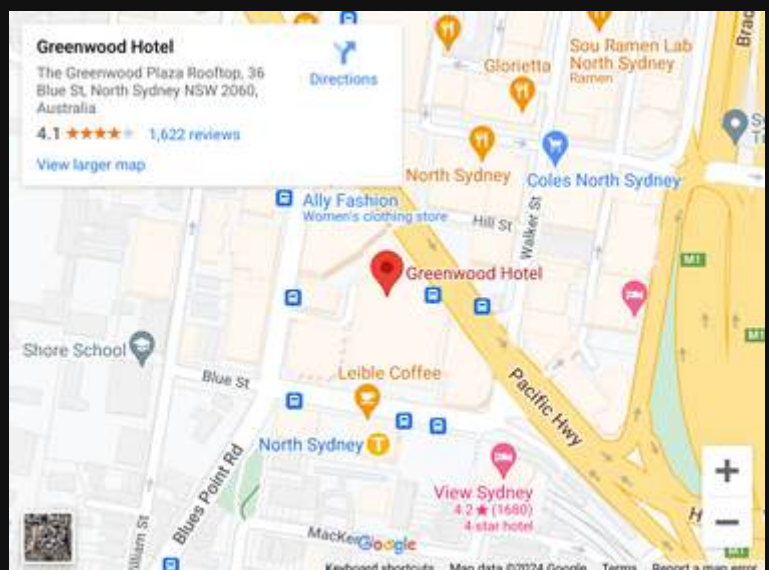 Greenwood Hotel
The Greenwood Plaza Rooftop, 36
Blue St, North Sydney NSW 2060,
Australia
4.1
1,622 reviews
View larger map
Directions
Sou Ramen Lab
North Sydney
Ramen
Glorietta
North Sydney
Coles North Sydney
Ally Fashion
Women's clothing store
Hill St
Walker St
Greenwood Hotel
M1
M1
Shore School
Blue St
Leible Coffee
Pacific Hwy
North Sydney
T
Blues Point Rd
View Sydney
4.2 ★ (1680)
4-star hotel
+
−
Google
Keyboard shortcuts
Map data ©2024 Google
Terms
Report a map error